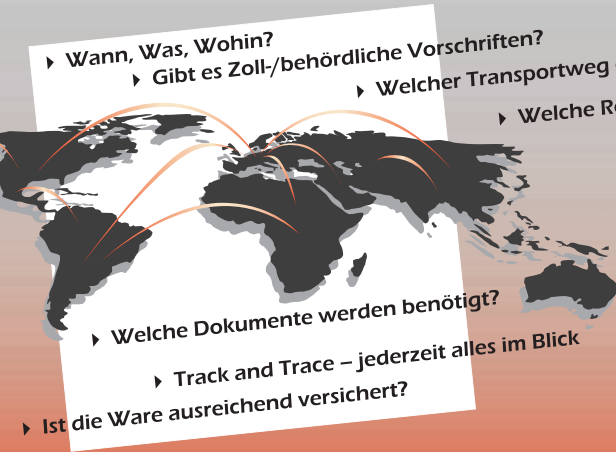 Wann, Was, Wohin?
Gibt es Zoll-/behördliche Vorschriften?
Welcher Transportweg
Welche
Welche Dokumente werden benötigt?
Track and Trace – jederzeit alles im Blick
Ist die Ware ausreichend versichert?